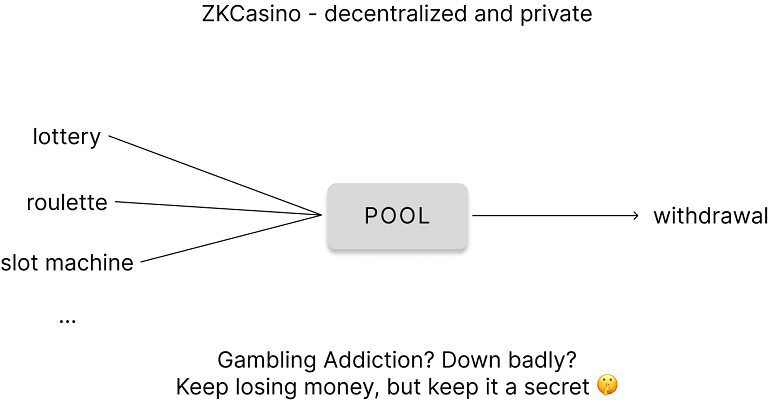 ZKCasino - decentralized and private
lottery
roulette
POOL
withdrawal
slot machine
...
Gambling Addiction? Down badly?
Keep losing money, but keep it a secret 🤫